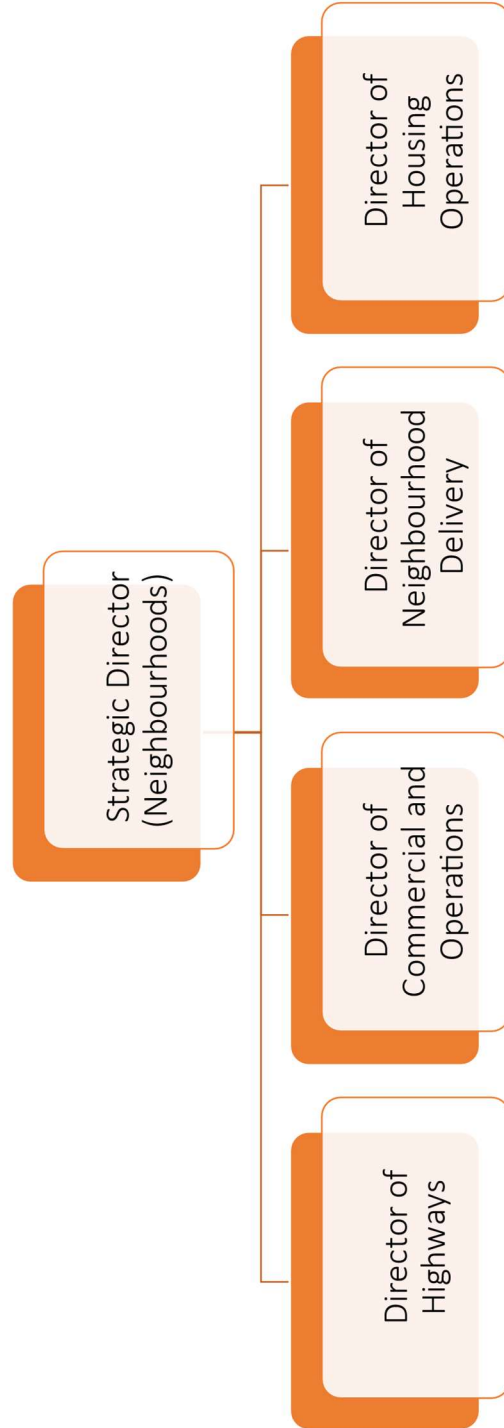 Strategic Director
(Neighbourhoods)
Director of
Highways
Director of
Commercial and
Operations
Director of
Neighbourhood
Delivery
Director of
Housing
Operations